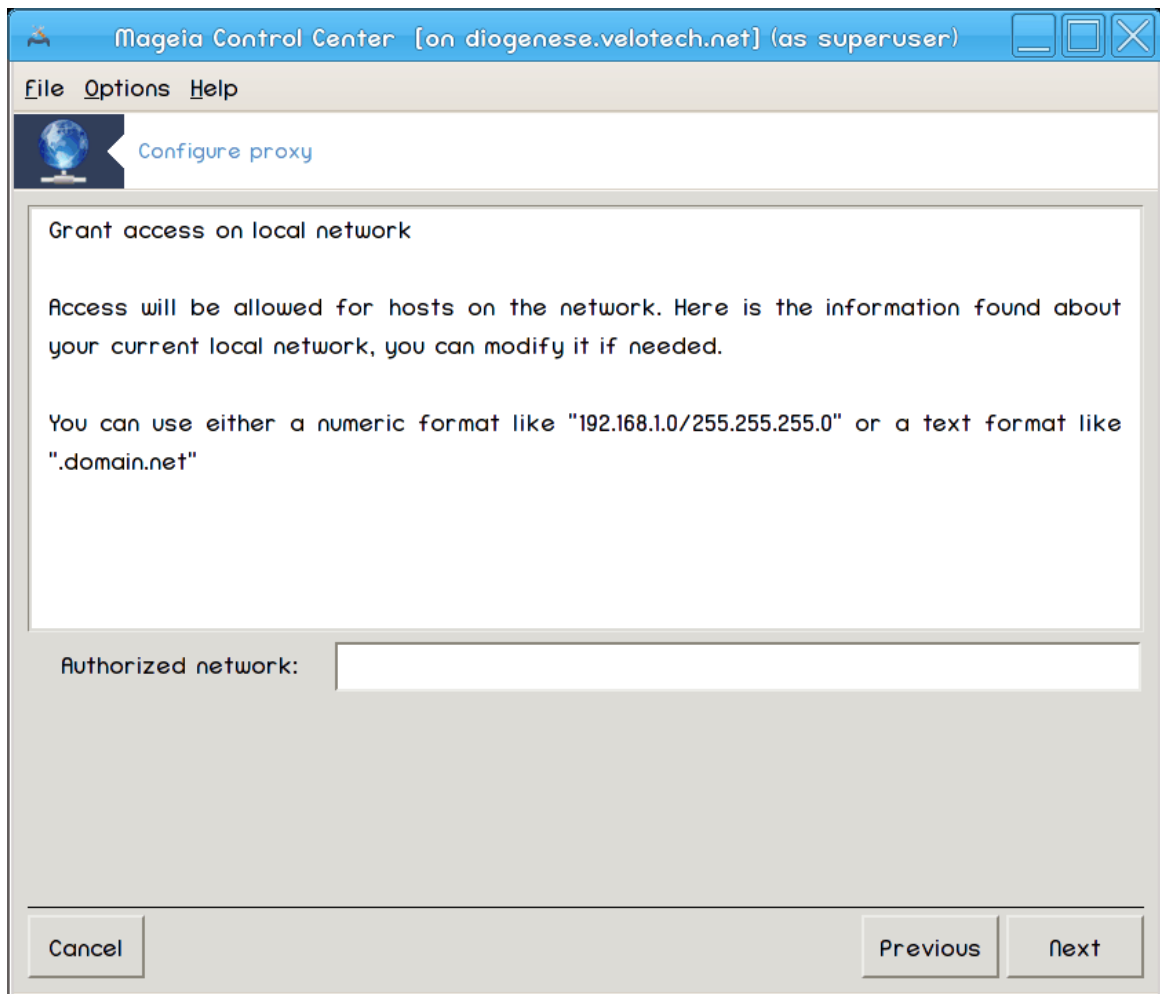 Mageia Control Center [on diogenese.velotech.net] (as superuser)
File Options Help
Configure proxy
Grant access on local network
Access will be allowed for hosts on the network. Here is the information found about
your current local network, you can modify it if needed.
You can use either a numeric format like "192.168.1.0/255.255.255.0" or a text format like
".domain.net"
Authorized network:
Cancel Previous Next